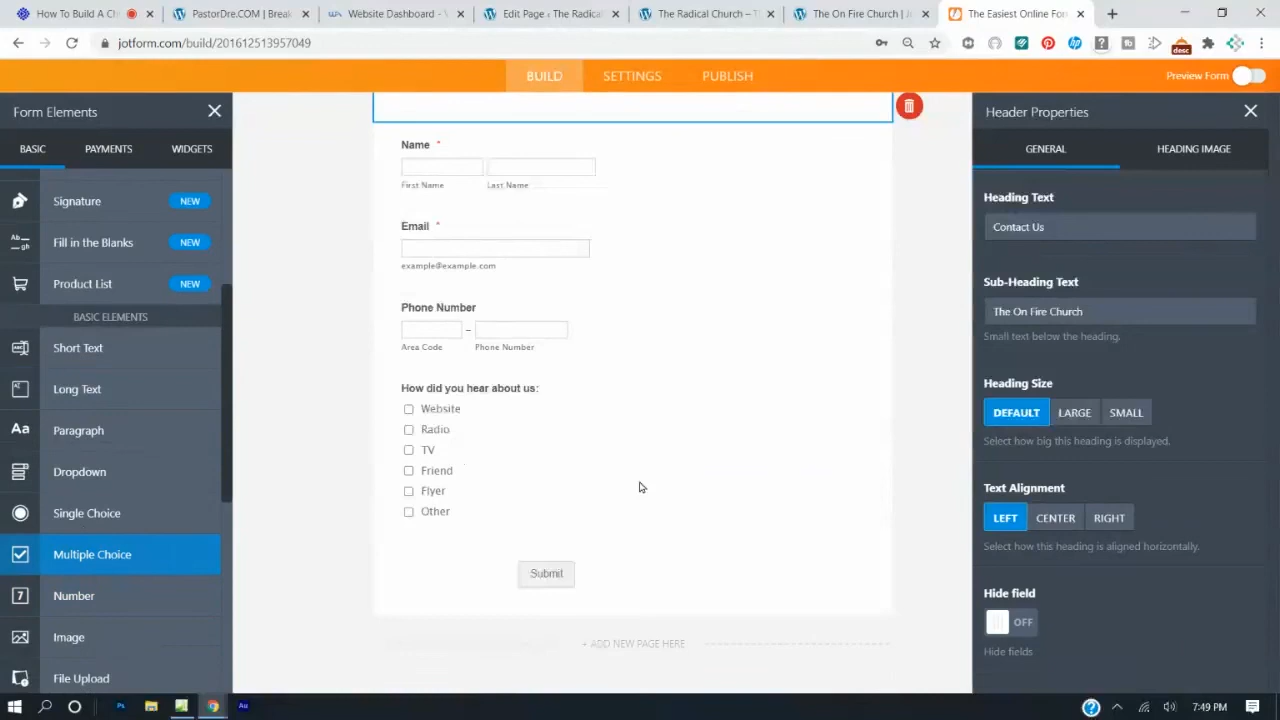 How To Build A Chu
PastorDre.COM | Break
Website Dashboard - W
Edit Page ‹ The Radical
The Radical Church – Th
The On Fire Church | Je
The Easiest Online For
jotform.com/build/201612513957049
desc
BUILD
SETTINGS
PUBLISH
Preview Form
Form Elements
BASIC
PAYMENTS
WIDGETS
Signature
NEW
Fill in the Blanks
NEW
Product List
NEW
BASIC ELEMENTS
Short Text
Long Text
Paragraph
Dropdown
Single Choice
Multiple Choice
Number
Image
File Upload
Name *
First Name
Last Name
Email *
example@example.com
Phone Number
Area Code
Phone Number
How did you hear about us:
Website
Radio
TV
Friend
Flyer
Other
Submit
+ ADD NEW PAGE HERE
Header Properties
GENERAL
HEADING IMAGE
Heading Text
Contact Us
Sub-Heading Text
The On Fire Church
Small text below the heading.
Heading Size
DEFAULT
LARGE
SMALL
Select how big this heading is displayed.
Text Alignment
LEFT
CENTER
RIGHT
Select how this heading is aligned horizontally.
Hide field
OFF
Hide fields
7:49 PM